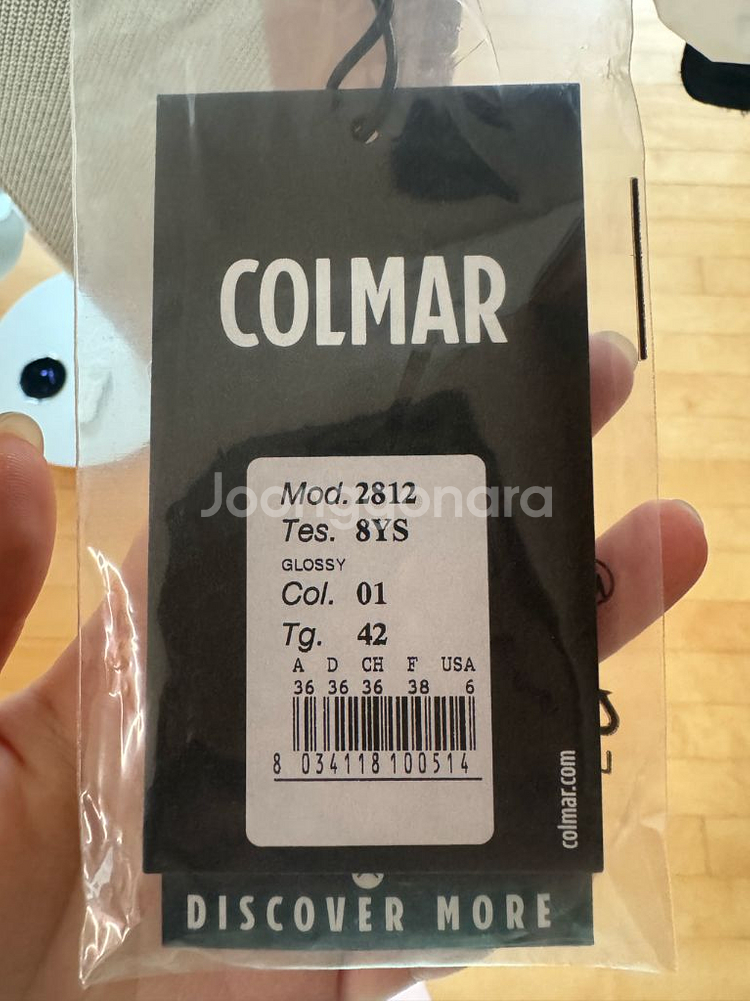 COLMAR
Joonggonara
Mod. 2812
Tes. 8YS
GLOSSY
Col. 01
Tg. 42
A D CH F USA
36 36 36 38 6
8 034118 100514
colmar.com
DISCOVER MORE